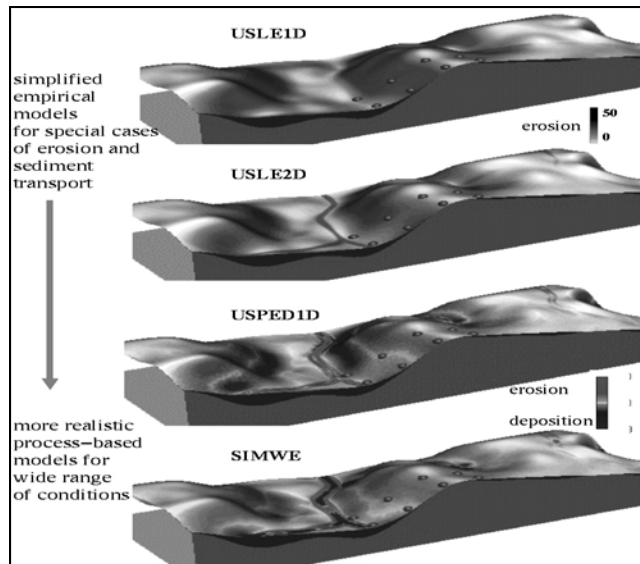 USLE1D
simplified
empirical
models
for special cases
of erosion and
sediment
transport
erosion
50
0
USLE2D
USPED1D
erosion
deposition
more realistic
process-based
models for
wide range
of conditions
SIMWE